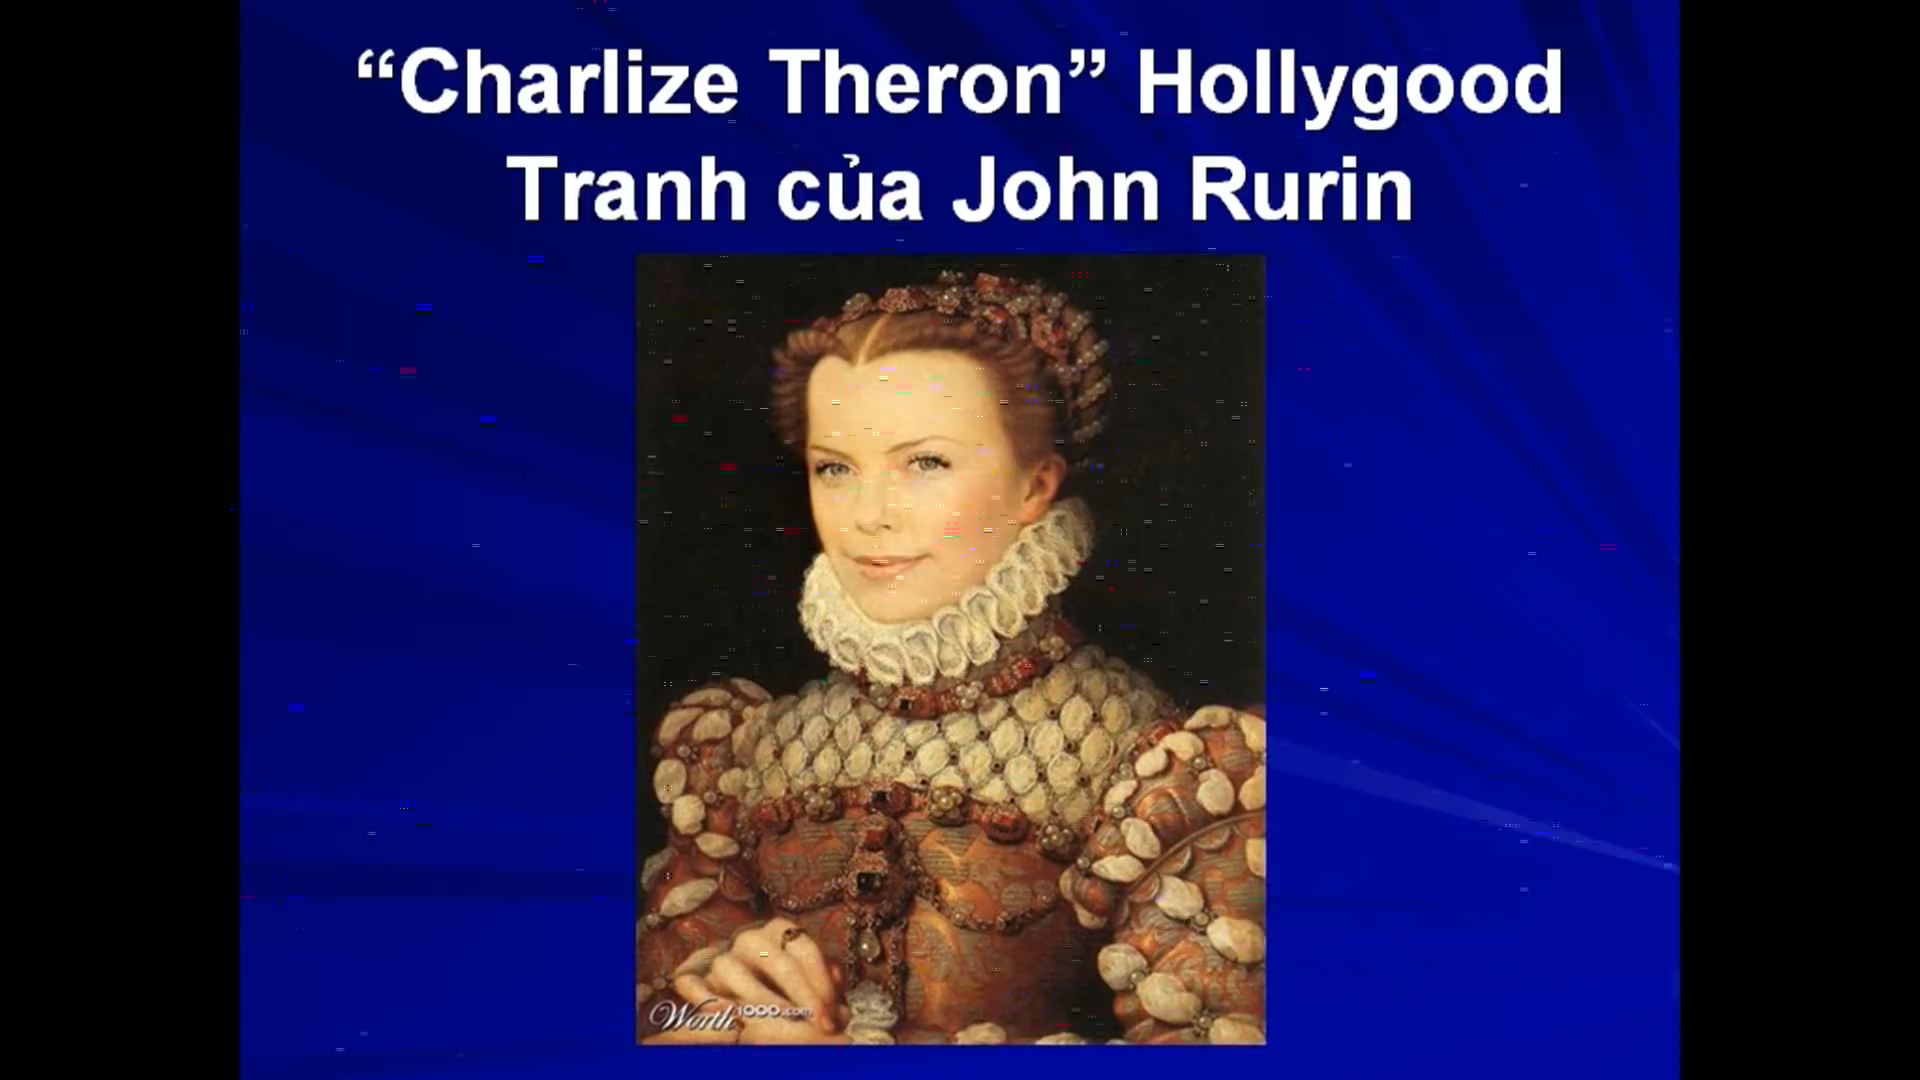 “Charlize Theron” Hollygood
Tranh của John Rurin
Worth1000.com